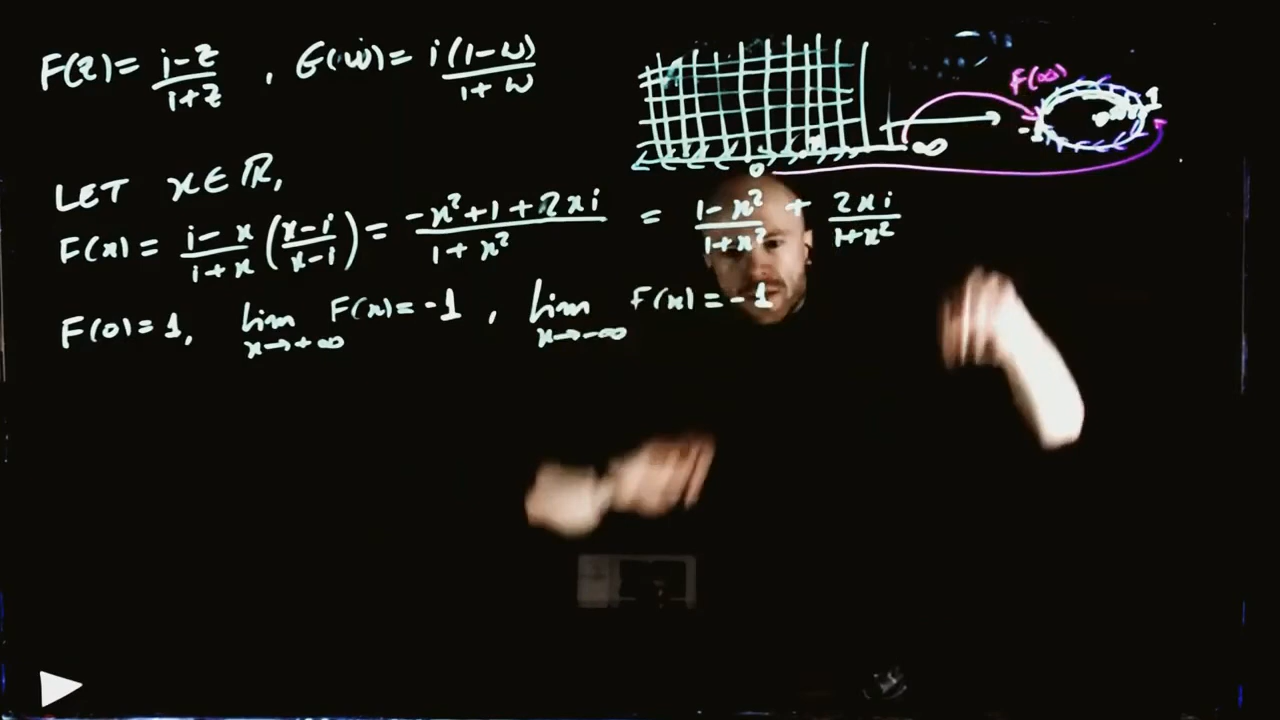 F(z) = i-z / i+z , G(w) = i(1-w) / 1+w
F(∞)
1
-1
∞
0
LET x ∈ ℝ,
F(x) = i-x / i+x (x-i / x-i) = -x²+1+2xi / 1+x² = 1-x² / 1+x² + 2xi / 1+x²
F(0) = 1, lim x→+∞ F(x) = -1 , lim x→-∞ F(x) = -1